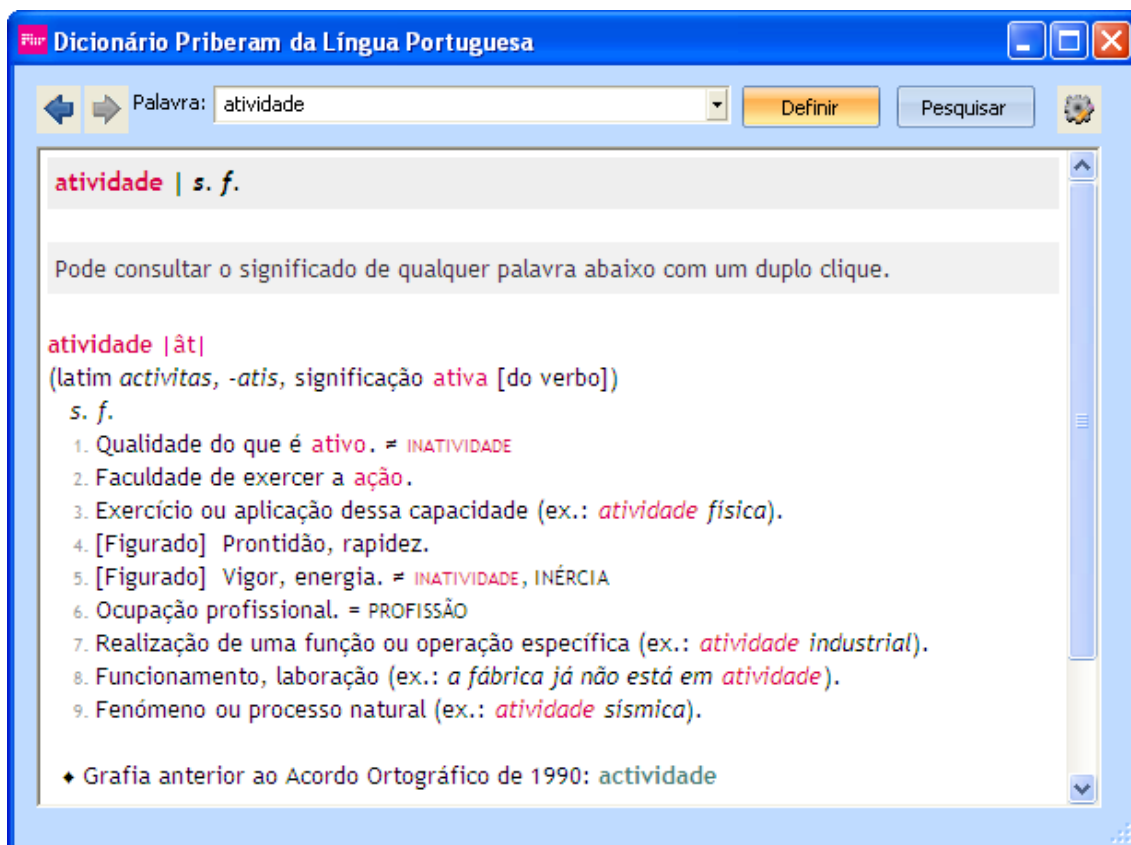 Dicionário Priberam da Língua Portuguesa
Palavra: atividade Definir Pesquisar
atividade | s. f.
Pode consultar o significado de qualquer palavra abaixo com um duplo clique.
atividade |ât|
(latim activitas, -atis, significação ativa [do verbo])
s. f.
1. Qualidade do que é ativo. ≠ INATIVIDADE
2. Faculdade de exercer a ação.
3. Exercício ou aplicação dessa capacidade (ex.: atividade física).
4. [Figurado] Prontidão, rapidez.
5. [Figurado] Vigor, energia. ≠ INATIVIDADE, INÉRCIA
6. Ocupação profissional. = PROFISSÃO
7. Realização de uma função ou operação específica (ex.: atividade industrial).
8. Funcionamento, laboração (ex.: a fábrica já não está em atividade).
9. Fenómeno ou processo natural (ex.: atividade sísmica).
♦ Grafia anterior ao Acordo Ortográfico de 1990: actividade